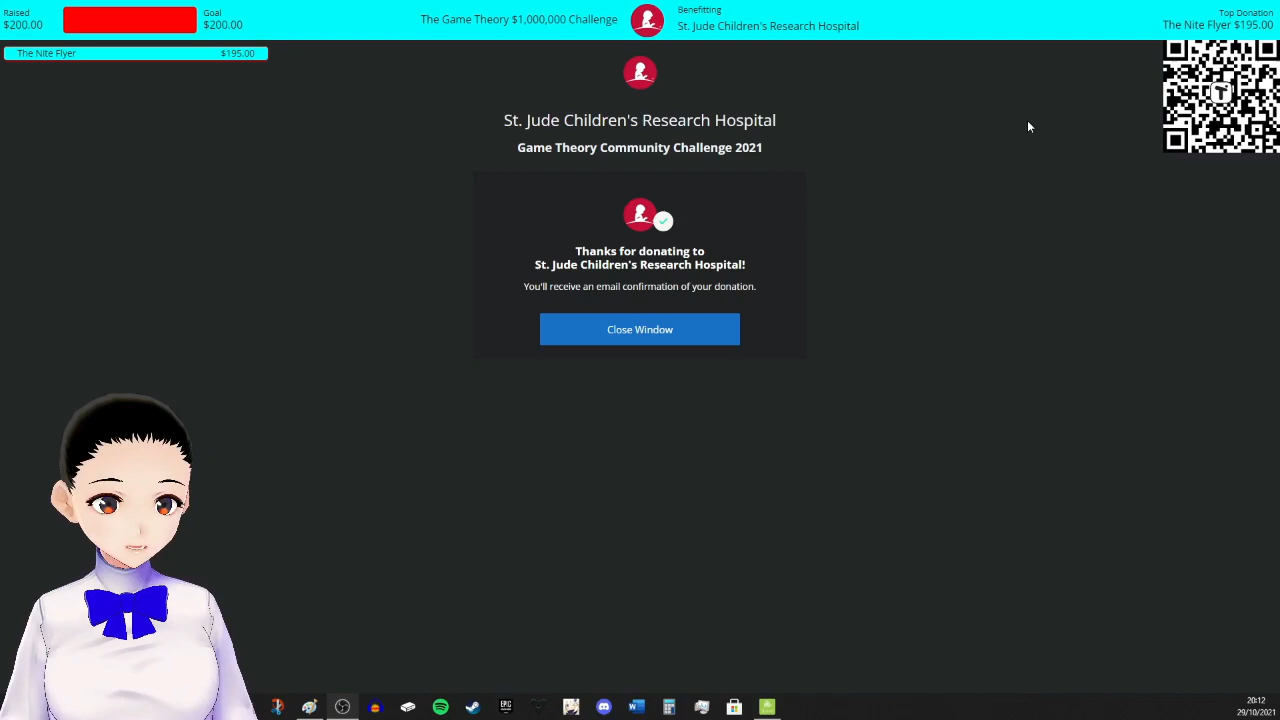 Raised
$200.00
Goal
$200.00
The Game Theory $1,000,000 Challenge
Benefitting
St. Jude Children's Research Hospital
Top Donation
The Nite Flyer $195.00
The Nite Flyer $195.00
St. Jude Children's Research Hospital
Game Theory Community Challenge 2021
Thanks for donating to
St. Jude Children's Research Hospital!
You'll receive an email confirmation of your donation.
Close Window
EPIC
20:12
29/10/2021